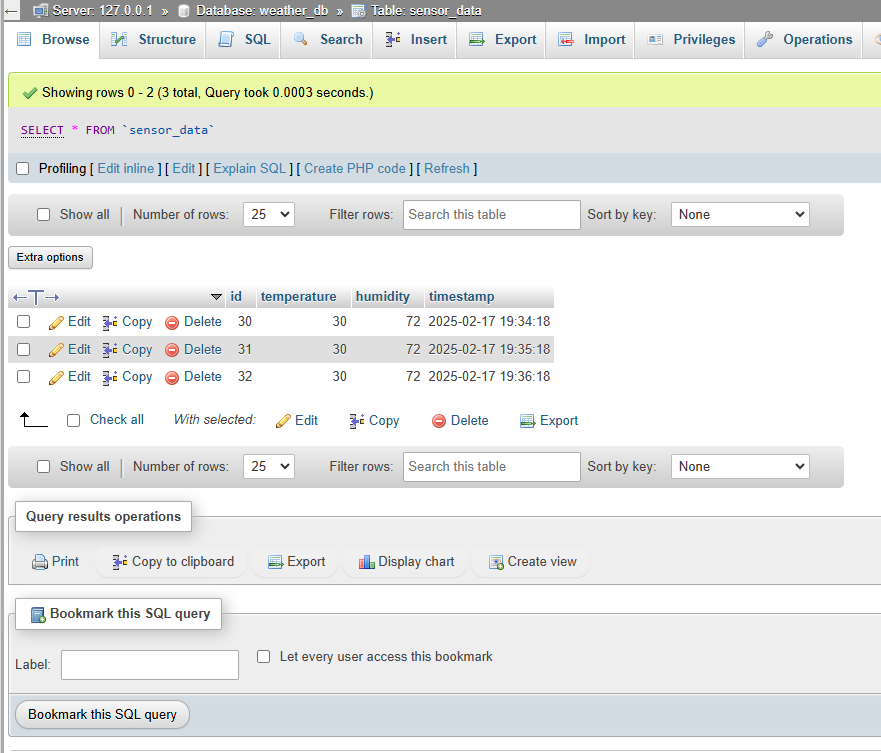 Server: 127.0.0.1 » Database: weather_db » Table: sensor_data
Browse Structure SQL Search Insert Export Import Privileges Operations
Showing rows 0 - 2 (3 total, Query took 0.0003 seconds.)
SELECT * FROM `sensor_data`
Profiling [ Edit inline ] [ Edit ] [ Explain SQL ] [ Create PHP code ] [ Refresh ]
Show all Number of rows: 25 Filter rows: Search this table Sort by key: None
Extra options
id temperature humidity timestamp
Edit Copy Delete 30 30 72 2025-02-17 19:34:18
Edit Copy Delete 31 30 72 2025-02-17 19:35:18
Edit Copy Delete 32 30 72 2025-02-17 19:36:18
Check all With selected: Edit Copy Delete Export
Show all Number of rows: 25 Filter rows: Search this table Sort by key: None
Query results operations
Print Copy to clipboard Export Display chart Create view
Bookmark this SQL query
Label: Let every user access this bookmark
Bookmark this SQL query